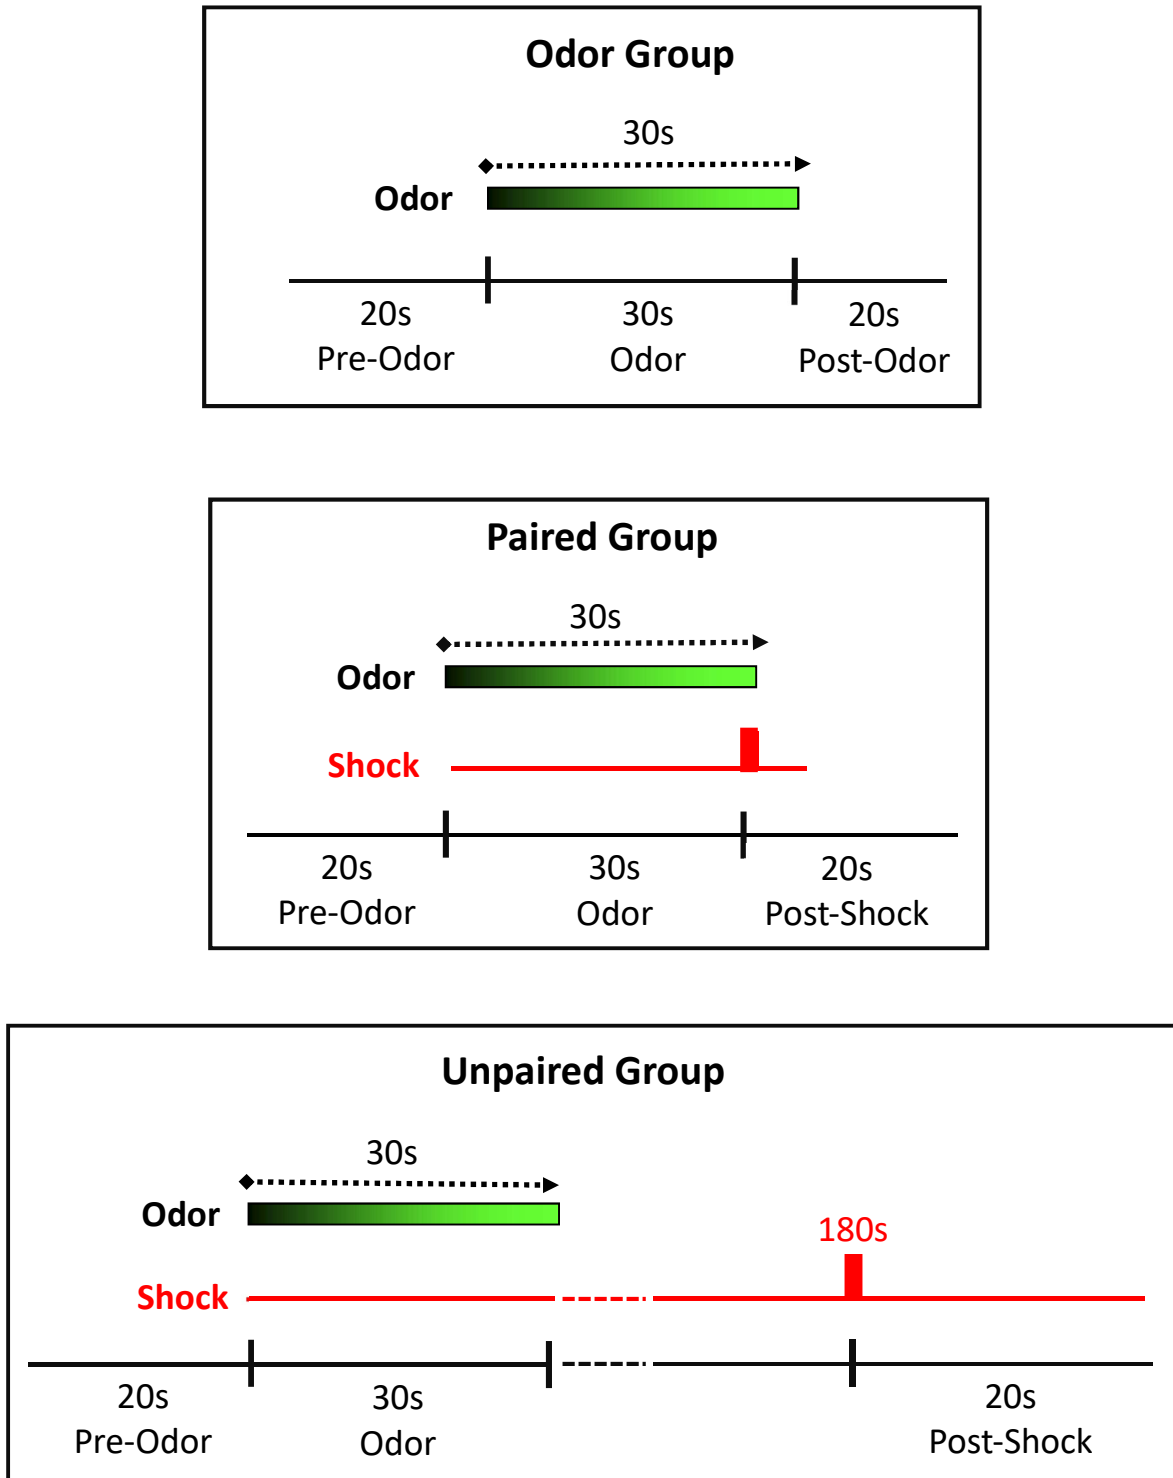 Odor Group
30s
Odor
20s 30s 20s
Pre-Odor Odor Post-Odor
Paired Group
30s
Odor
Shock
20s 30s 20s
Pre-Odor Odor Post-Shock
Unpaired Group
30s
Odor
180s
Shock
20s 30s 20s
Pre-Odor Odor Post-Shock